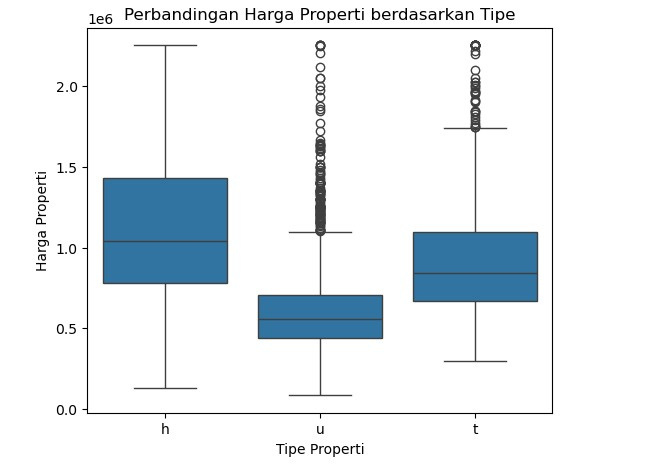 Perbandingan Harga Properti berdasarkan Tipe
1e6
2.0
1.5
1.0
0.5
0.0
Harga Properti
h
u
t
Tipe Properti